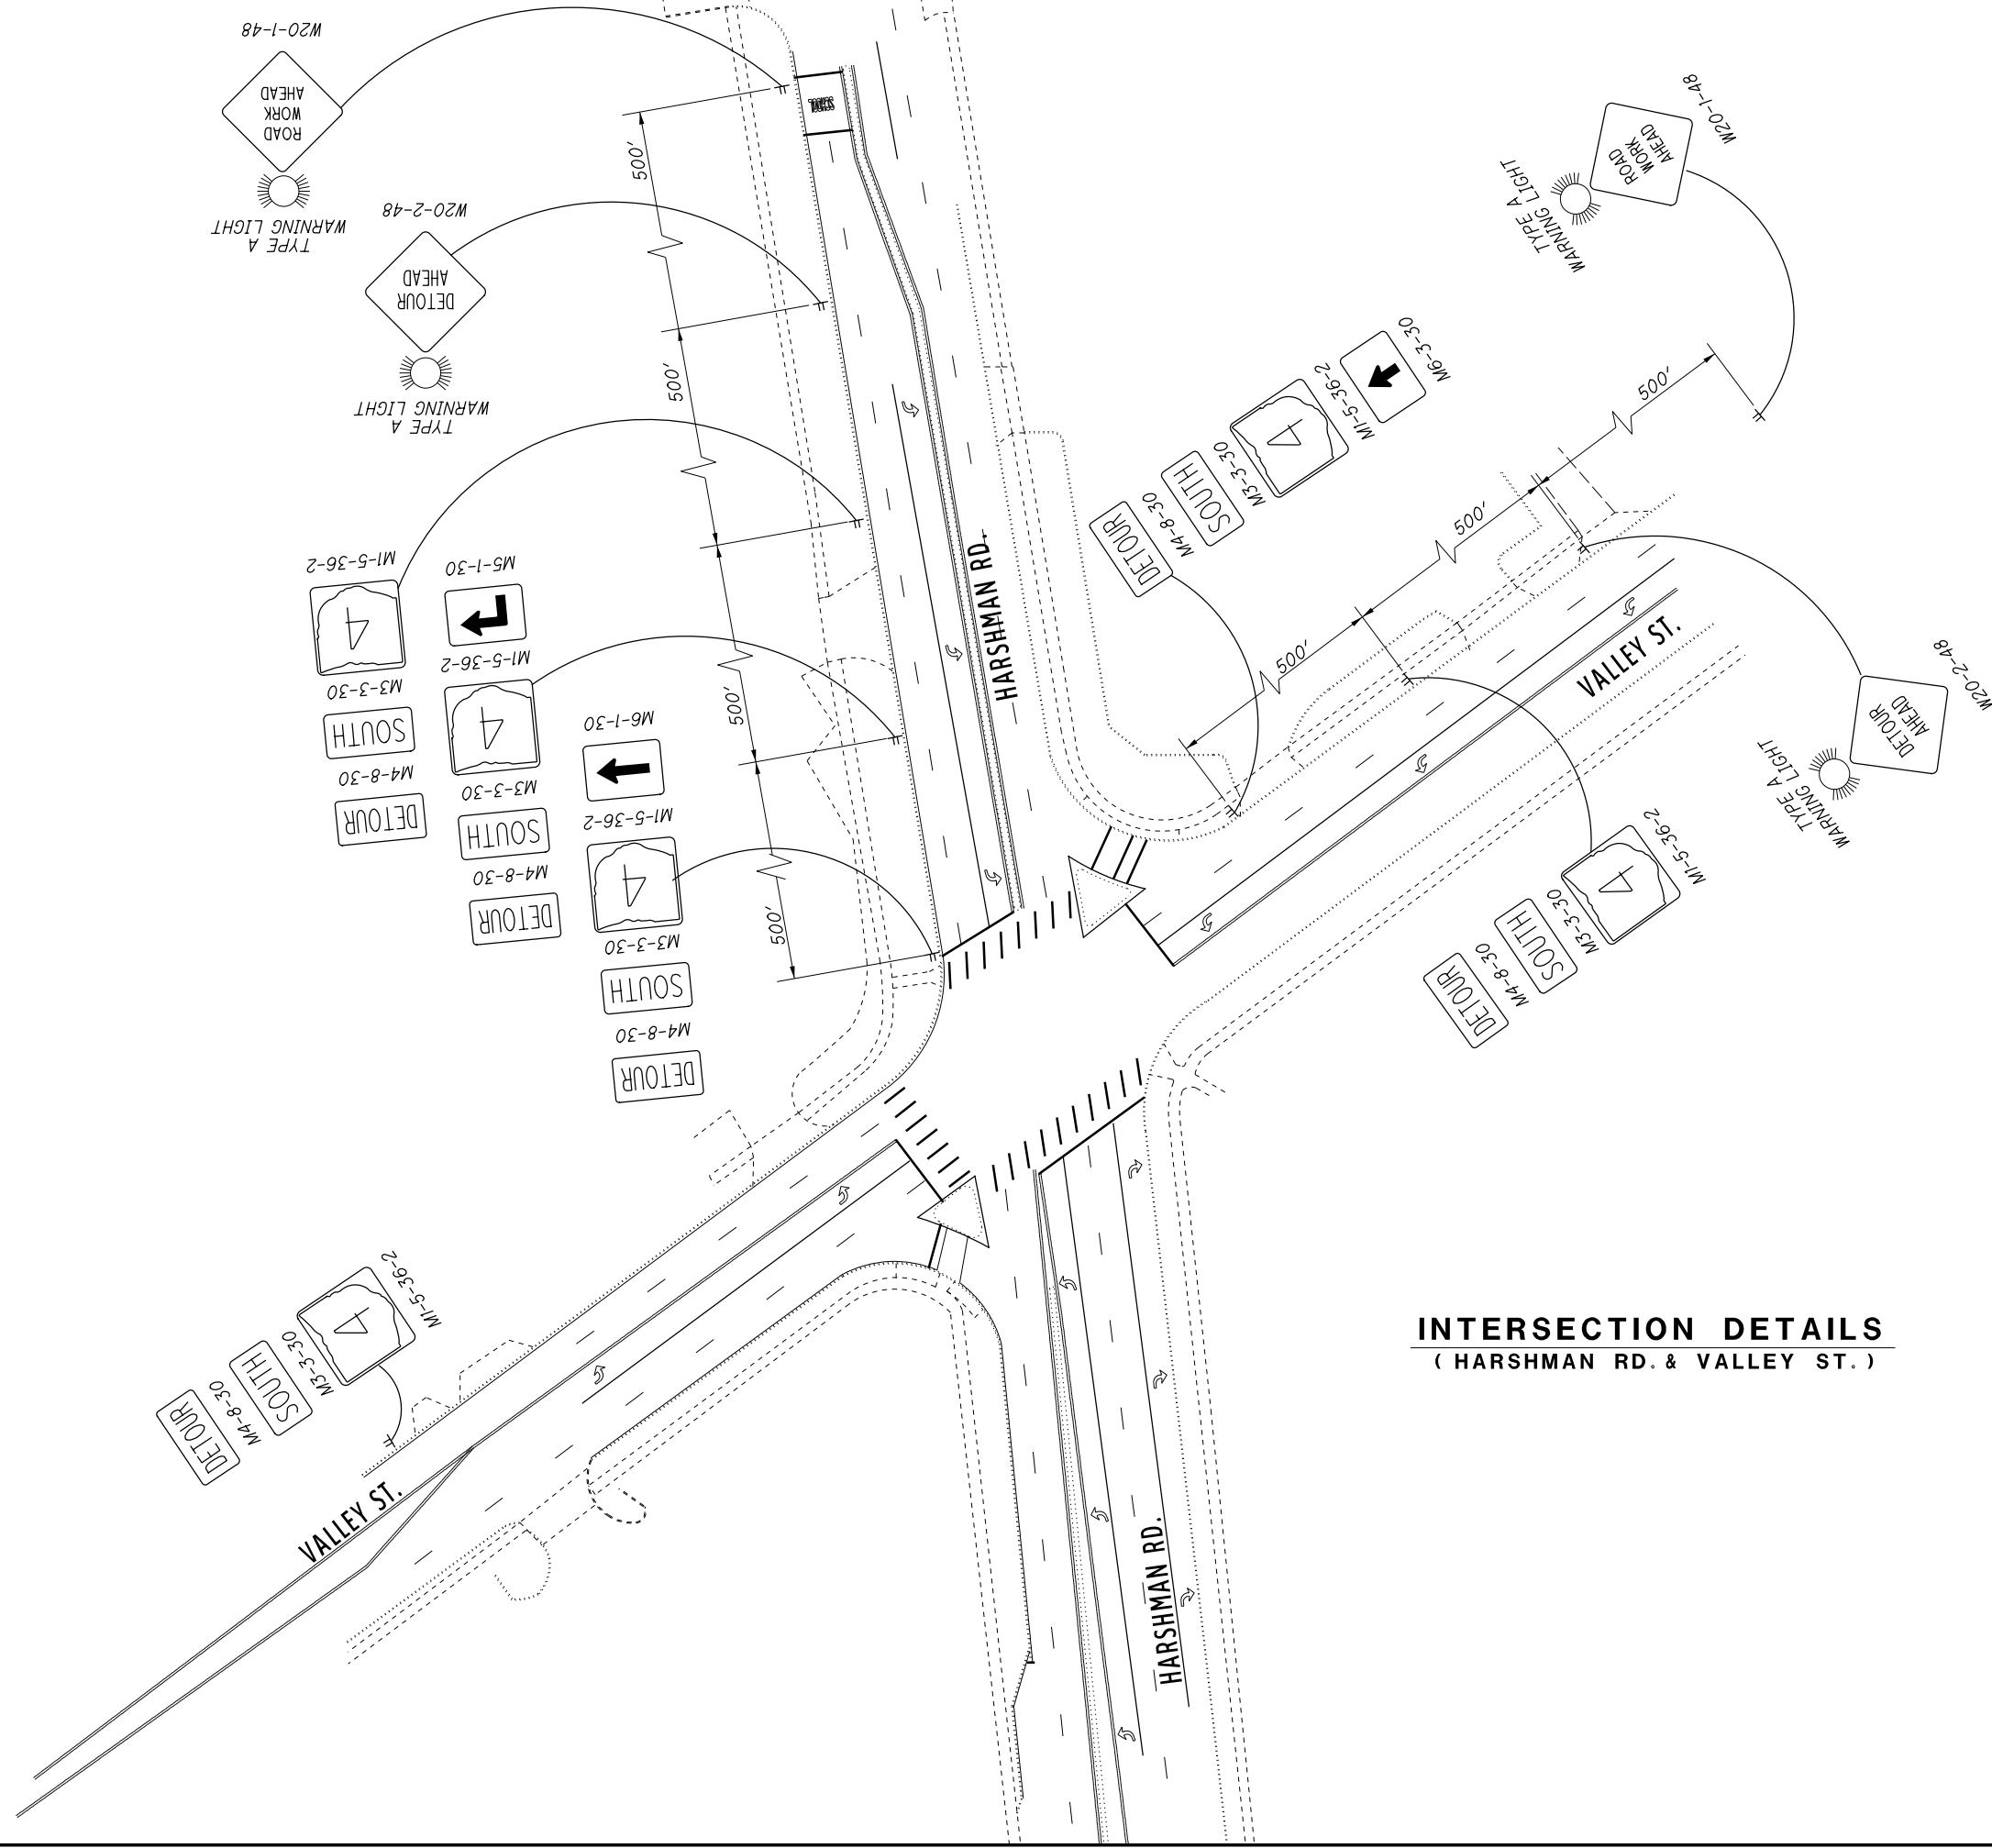 W20-1-48
ROAD
WORK
AHEAD
TYPE A
WARNING LIGHT
W20-2-48
DETOUR
AHEAD
TYPE A
WARNING LIGHT
500'
500'
500'
500'
SCHOOL
M1-5-36-2
4
M3-3-30
SOUTH
M4-8-30
DETOUR
M5-1-30
M1-5-36-2
4
M3-3-30
SOUTH
M4-8-30
DETOUR
M6-1-30
M1-5-36-2
4
M3-3-30
SOUTH
M4-8-30
DETOUR
HARSHMAN RD.
W20-1-48
ROAD
WORK
AHEAD
TYPE A
WARNING LIGHT
M6-3-30
M1-5-36-2
4
M3-3-30
SOUTH
M4-8-30
DETOUR
500'
500'
500'
VALLEY ST.
W20-2-48
DETOUR
AHEAD
TYPE A
WARNING LIGHT
M1-5-36-2
4
M3-3-30
SOUTH
M4-8-30
DETOUR
M1-5-36-2
4
M3-3-30
SOUTH
M4-8-30
DETOUR
VALLEY ST.
HARSHMAN RD.
INTERSECTION DETAILS
( HARSHMAN RD. & VALLEY ST. )